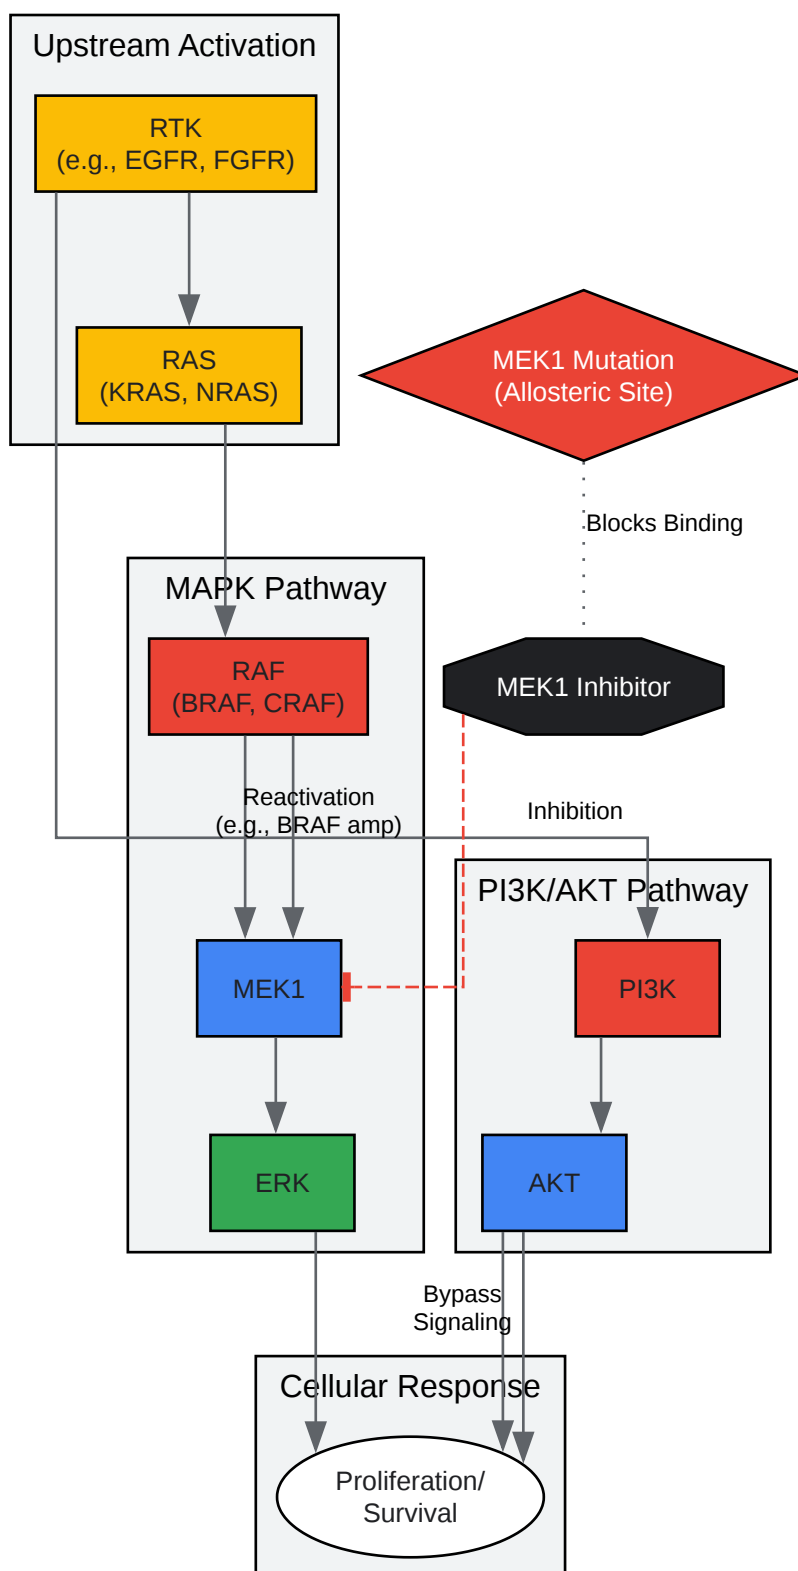 Upstream Activation
RTK
(e.g., EGFR, FGFR)
RAS
(KRAS, NRAS)
MEK1 Mutation
(Allosteric Site)
Blocks Binding
MAPK Pathway
RAF
(BRAF, CRAF)
MEK1 Inhibitor
Reactivation
(e.g., BRAF amp)
Inhibition
PI3K/AKT Pathway
MEK1
PI3K
ERK
AKT
Bypass
Signaling
Cellular Response
Proliferation/
Survival